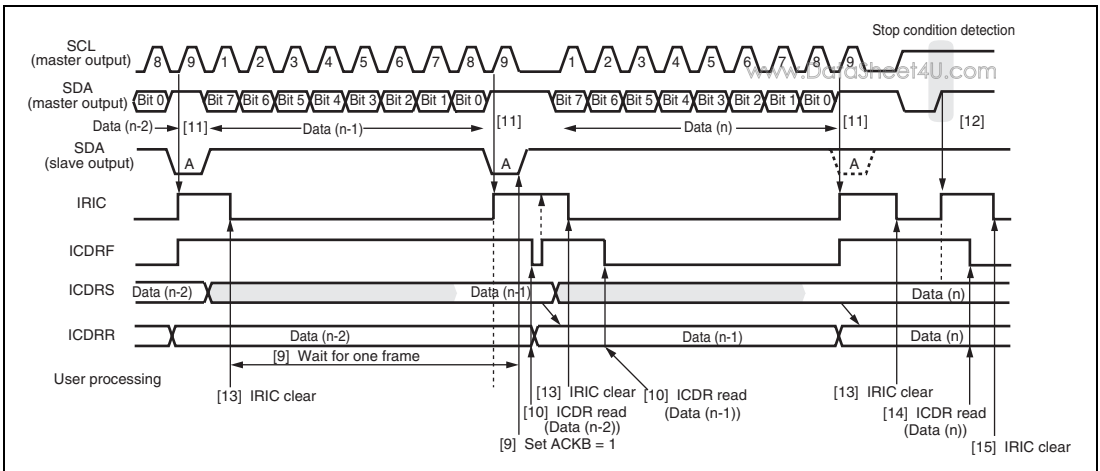 Stop condition detection
SCL
(master output)
8 9 1 2 3 4 5 6 7 8 9 1 2 3 4 5 6 7 8 9
www.DataSheet4U.com
SDA
(master output)
Bit 0 Bit 7 Bit 6 Bit 5 Bit 4 Bit 3 Bit 2 Bit 1 Bit 0 Bit 7 Bit 6 Bit 5 Bit 4 Bit 3 Bit 2 Bit 1 Bit 0
Data (n-2) [11] Data (n-1) [11] Data (n) [11] [12]
SDA
(slave output)
A A A
IRIC
ICDRF
ICDRS
Data (n-2) Data (n-1) Data (n)
ICDRR
Data (n-2) Data (n-1) Data (n)
[9] Wait for one frame
User processing
[13] IRIC clear
[13] IRIC clear
[10] ICDR read
(Data (n-1))
[13] IRIC clear
[10] ICDR read
(Data (n-2))
[14] ICDR read
(Data (n))
[9] Set ACKB = 1
[15] IRIC clear